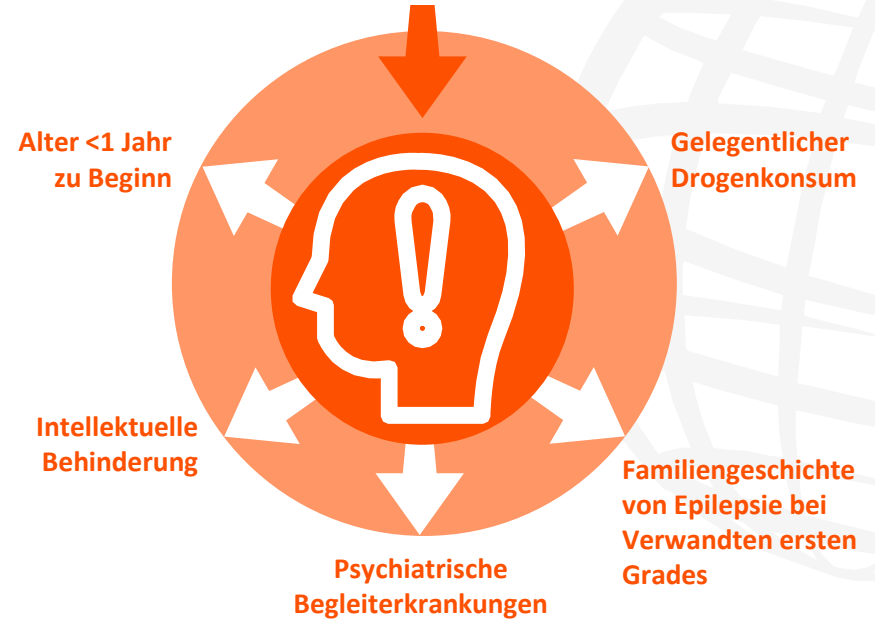 Alter <1 Jahr
zu Beginn
Gelegentlicher
Drogenkonsum
Intellektuelle
Behinderung
Familiengeschichte
von Epilepsie bei
Verwandten ersten
Grades
Psychiatrische
Begleiterkrankungen